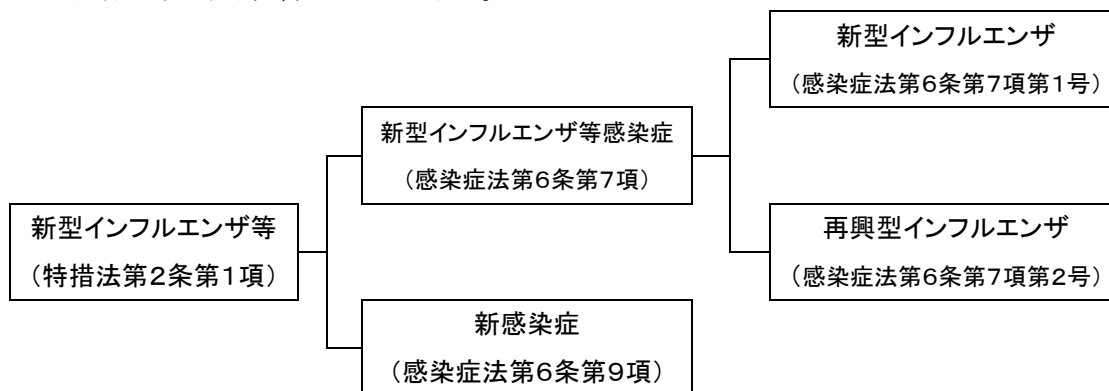 新型インフルエンザ
（感染症法第６条第７項第１号）
新型インフルエンザ等感染症
（感染症法第６条第７項）
新型インフルエンザ等
（特措法第２条第１項）
再興型インフルエンザ
（感染症法第６条第７項第２号）
新感染症
（感染症法第６条第９項）